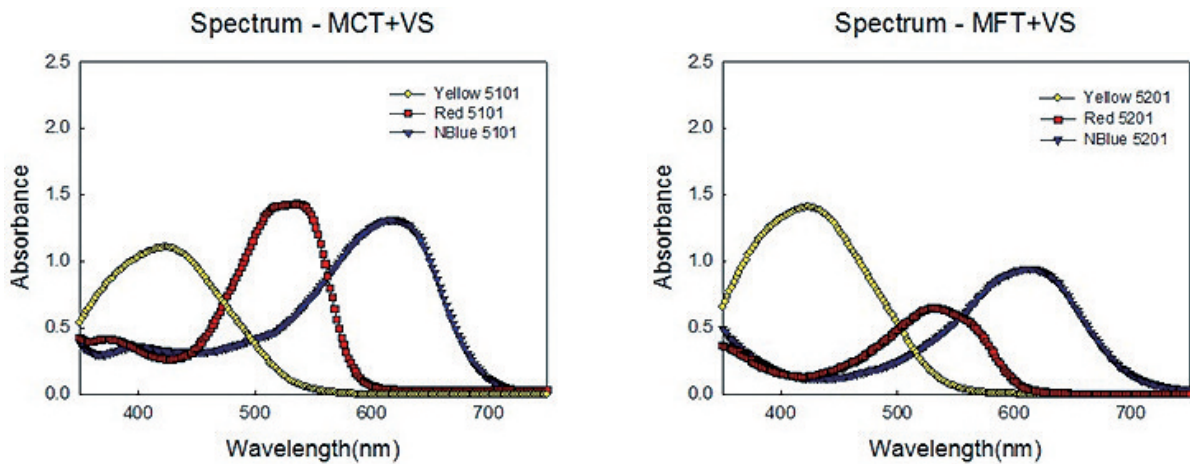 Spectrum - MCT+VS
2.5
2.0
1.5
1.0
0.5
0.0
Absorbance
Yellow 5101
Red 5101
NBlue 5101
400 500 600 700
Wavelength(nm)
Spectrum - MFT+VS
2.5
2.0
1.5
1.0
0.5
0.0
Absorbance
Yellow 5201
Red 5201
NBlue 5201
400 500 600 700
Wavelength(nm)